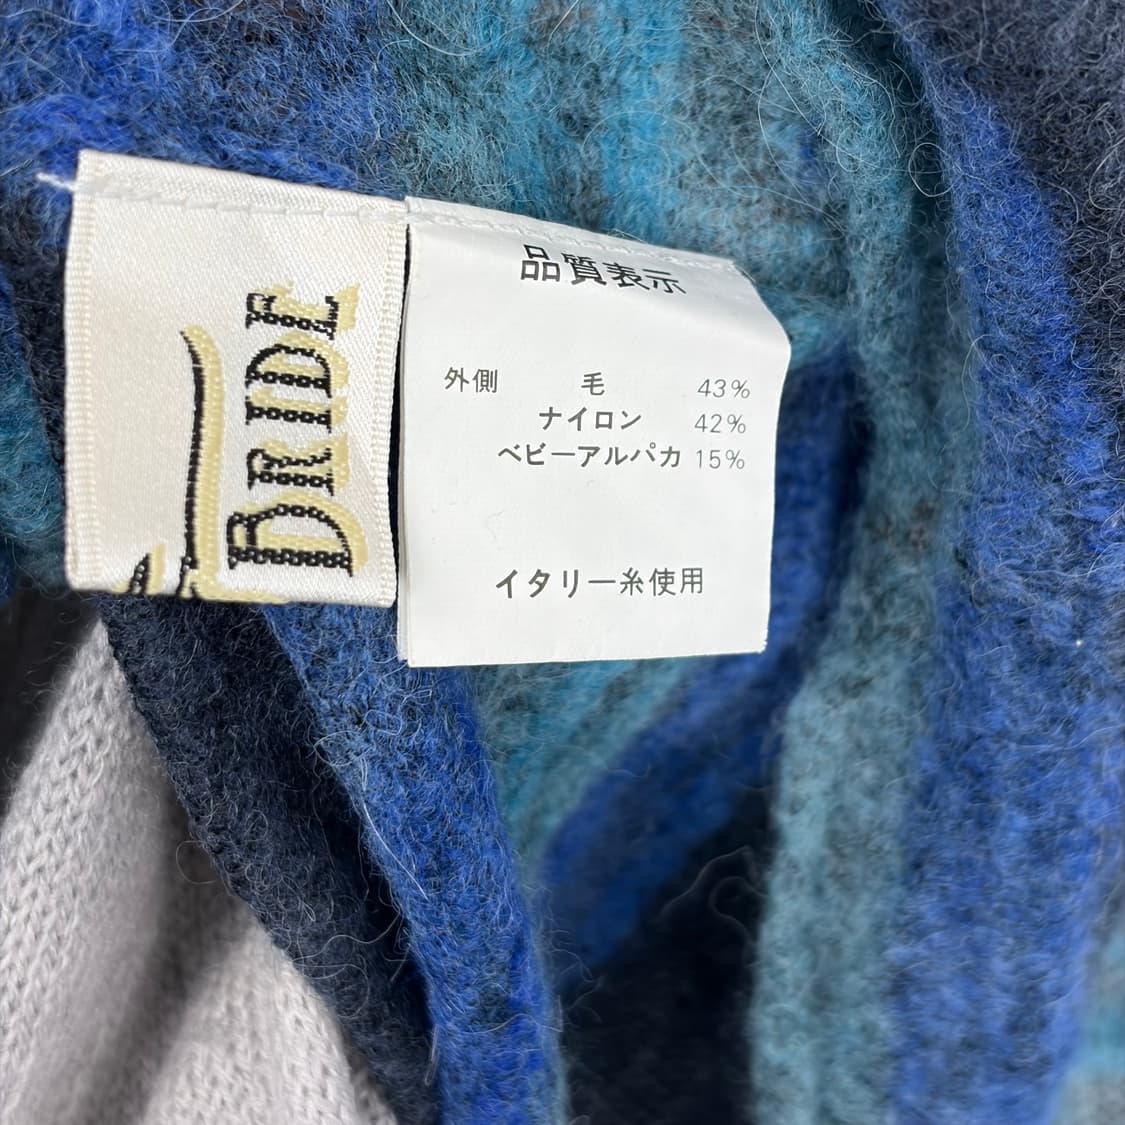 BRIDE
品質表示
外側 毛 43%
ナイロン 42%
ベビーアルパカ 15%
イタリー糸使用